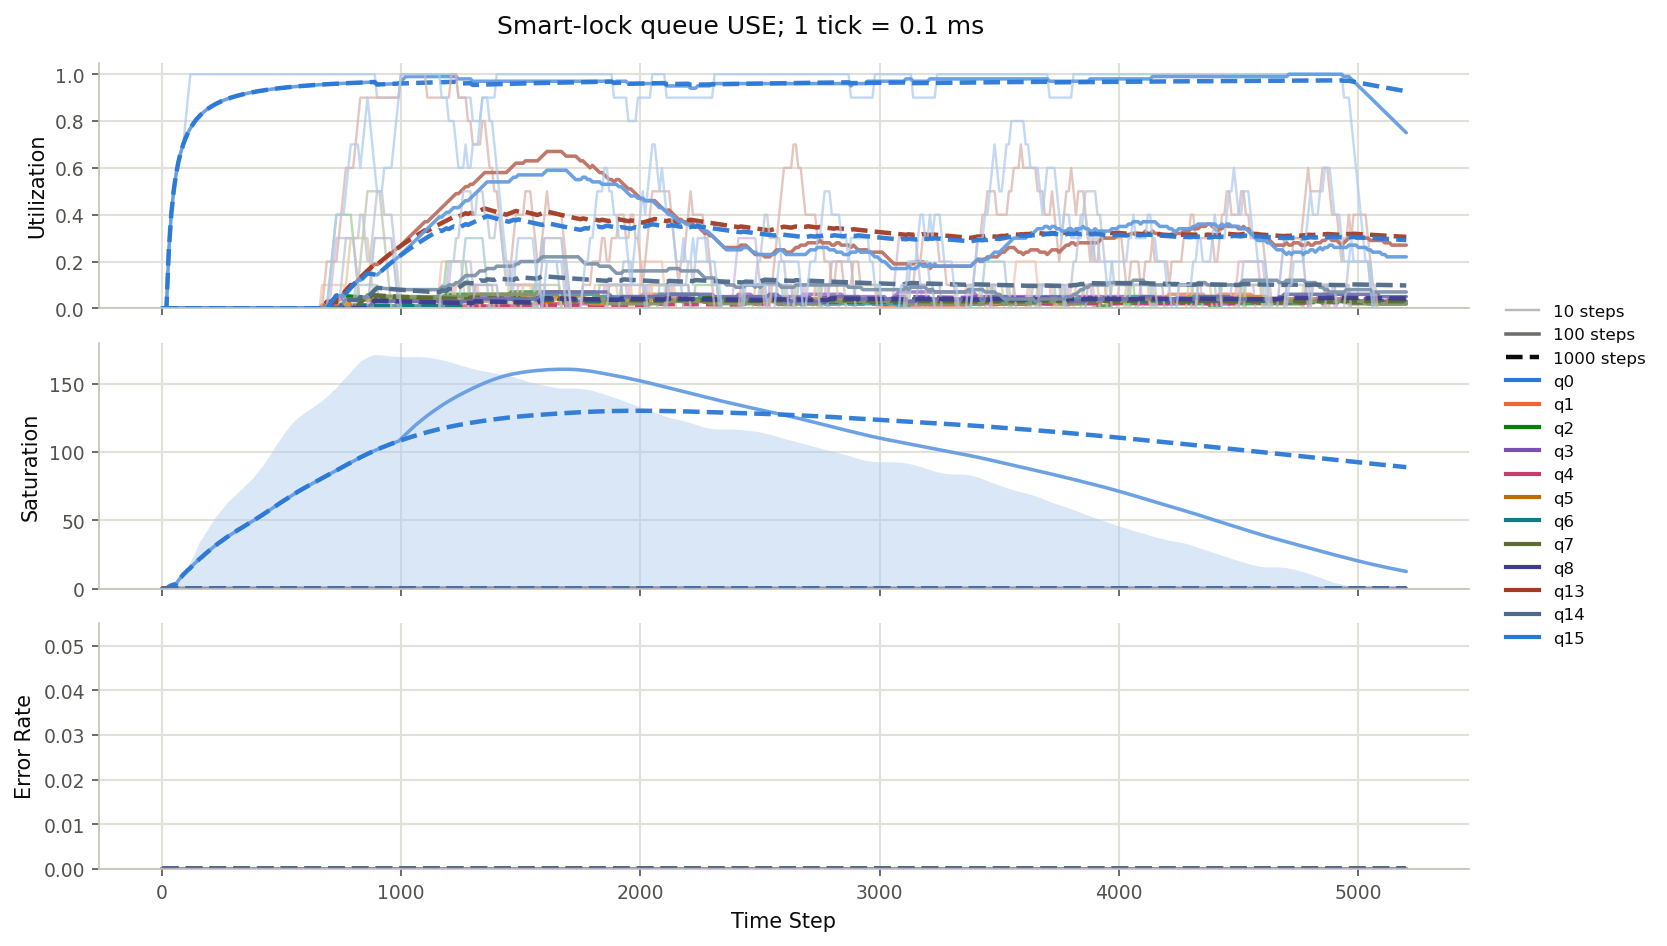 Smart-lock queue USE; 1 tick = 0.1 ms
Utilization
1.0
0.8
0.6
0.4
0.2
0.0
Saturation
150
100
50
0
Error Rate
0.05
0.04
0.03
0.02
0.01
0.00
0
1000
2000
3000
4000
5000
Time Step
10 steps
100 steps
1000 steps
q0
q1
q2
q3
q4
q5
q6
q7
q8
q13
q14
q15